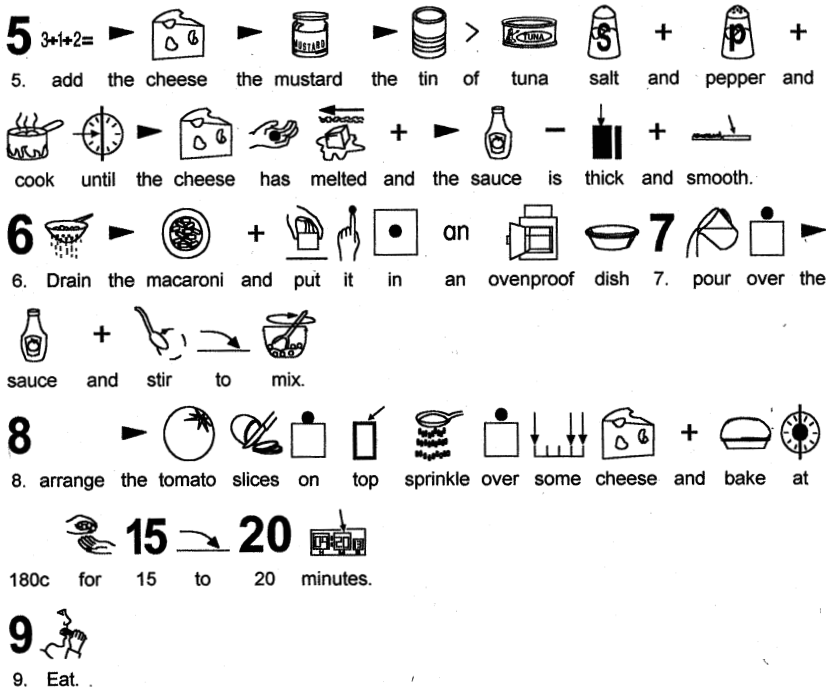 5 3+1+2=
MUSTARD TUNA s + p +
5. add the cheese the mustard the tin of tuna salt and pepper and
+ +
cook until the cheese has melted and the sauce is thick and smooth.
6 + an 7
6. Drain the macaroni and put it in an ovenproof dish 7. pour over the
+
sauce and stir to mix.
8 +
8. arrange the tomato slices on top sprinkle over some cheese and bake at
15 20
180c for 15 to 20 minutes.
9
9. Eat.